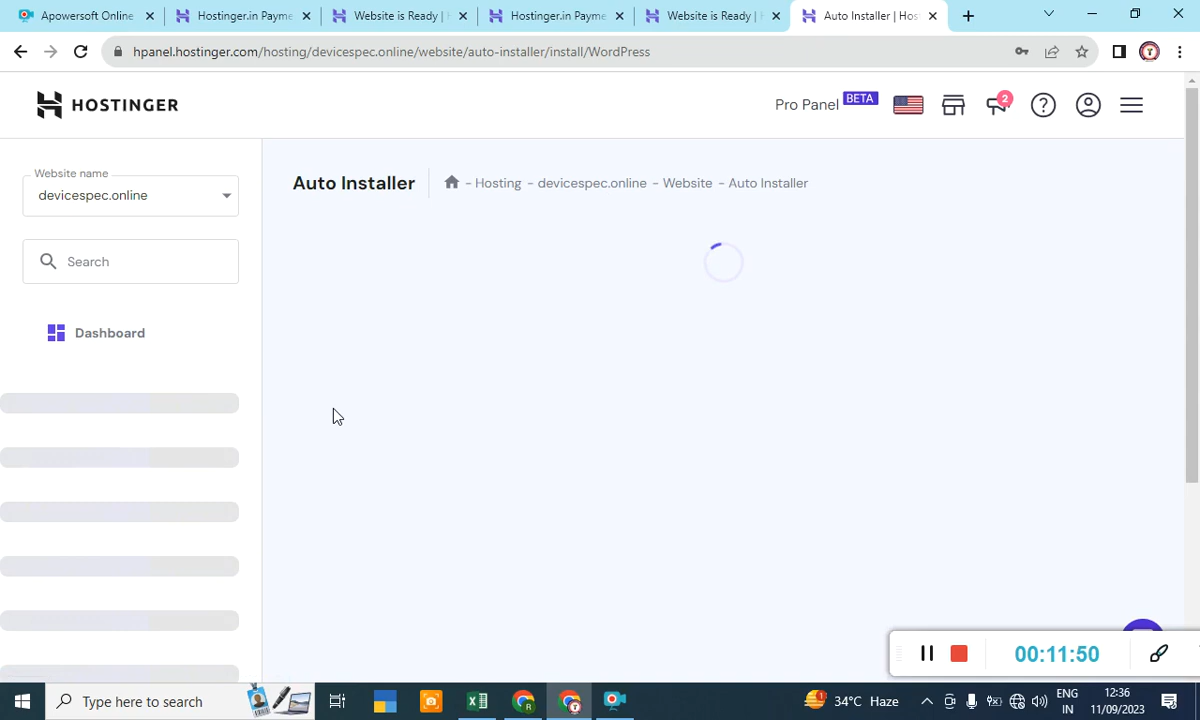 Apowersoft Online
Hostinger.in Payme
Website is Ready | H
Hostinger.in Payme
Website is Ready | H
Auto Installer | Hos
hpanel.hostinger.com/hosting/devicespec.online/website/auto-installer/install/WordPress
HOSTINGER
Pro Panel BETA
2
Website name
devicespec.online
Auto Installer
- Hosting - devicespec.online - Website - Auto Installer
Search
Dashboard
00:11:50
Type here to search
1
34°C Haze
ENG
IN
12:36
11/09/2023